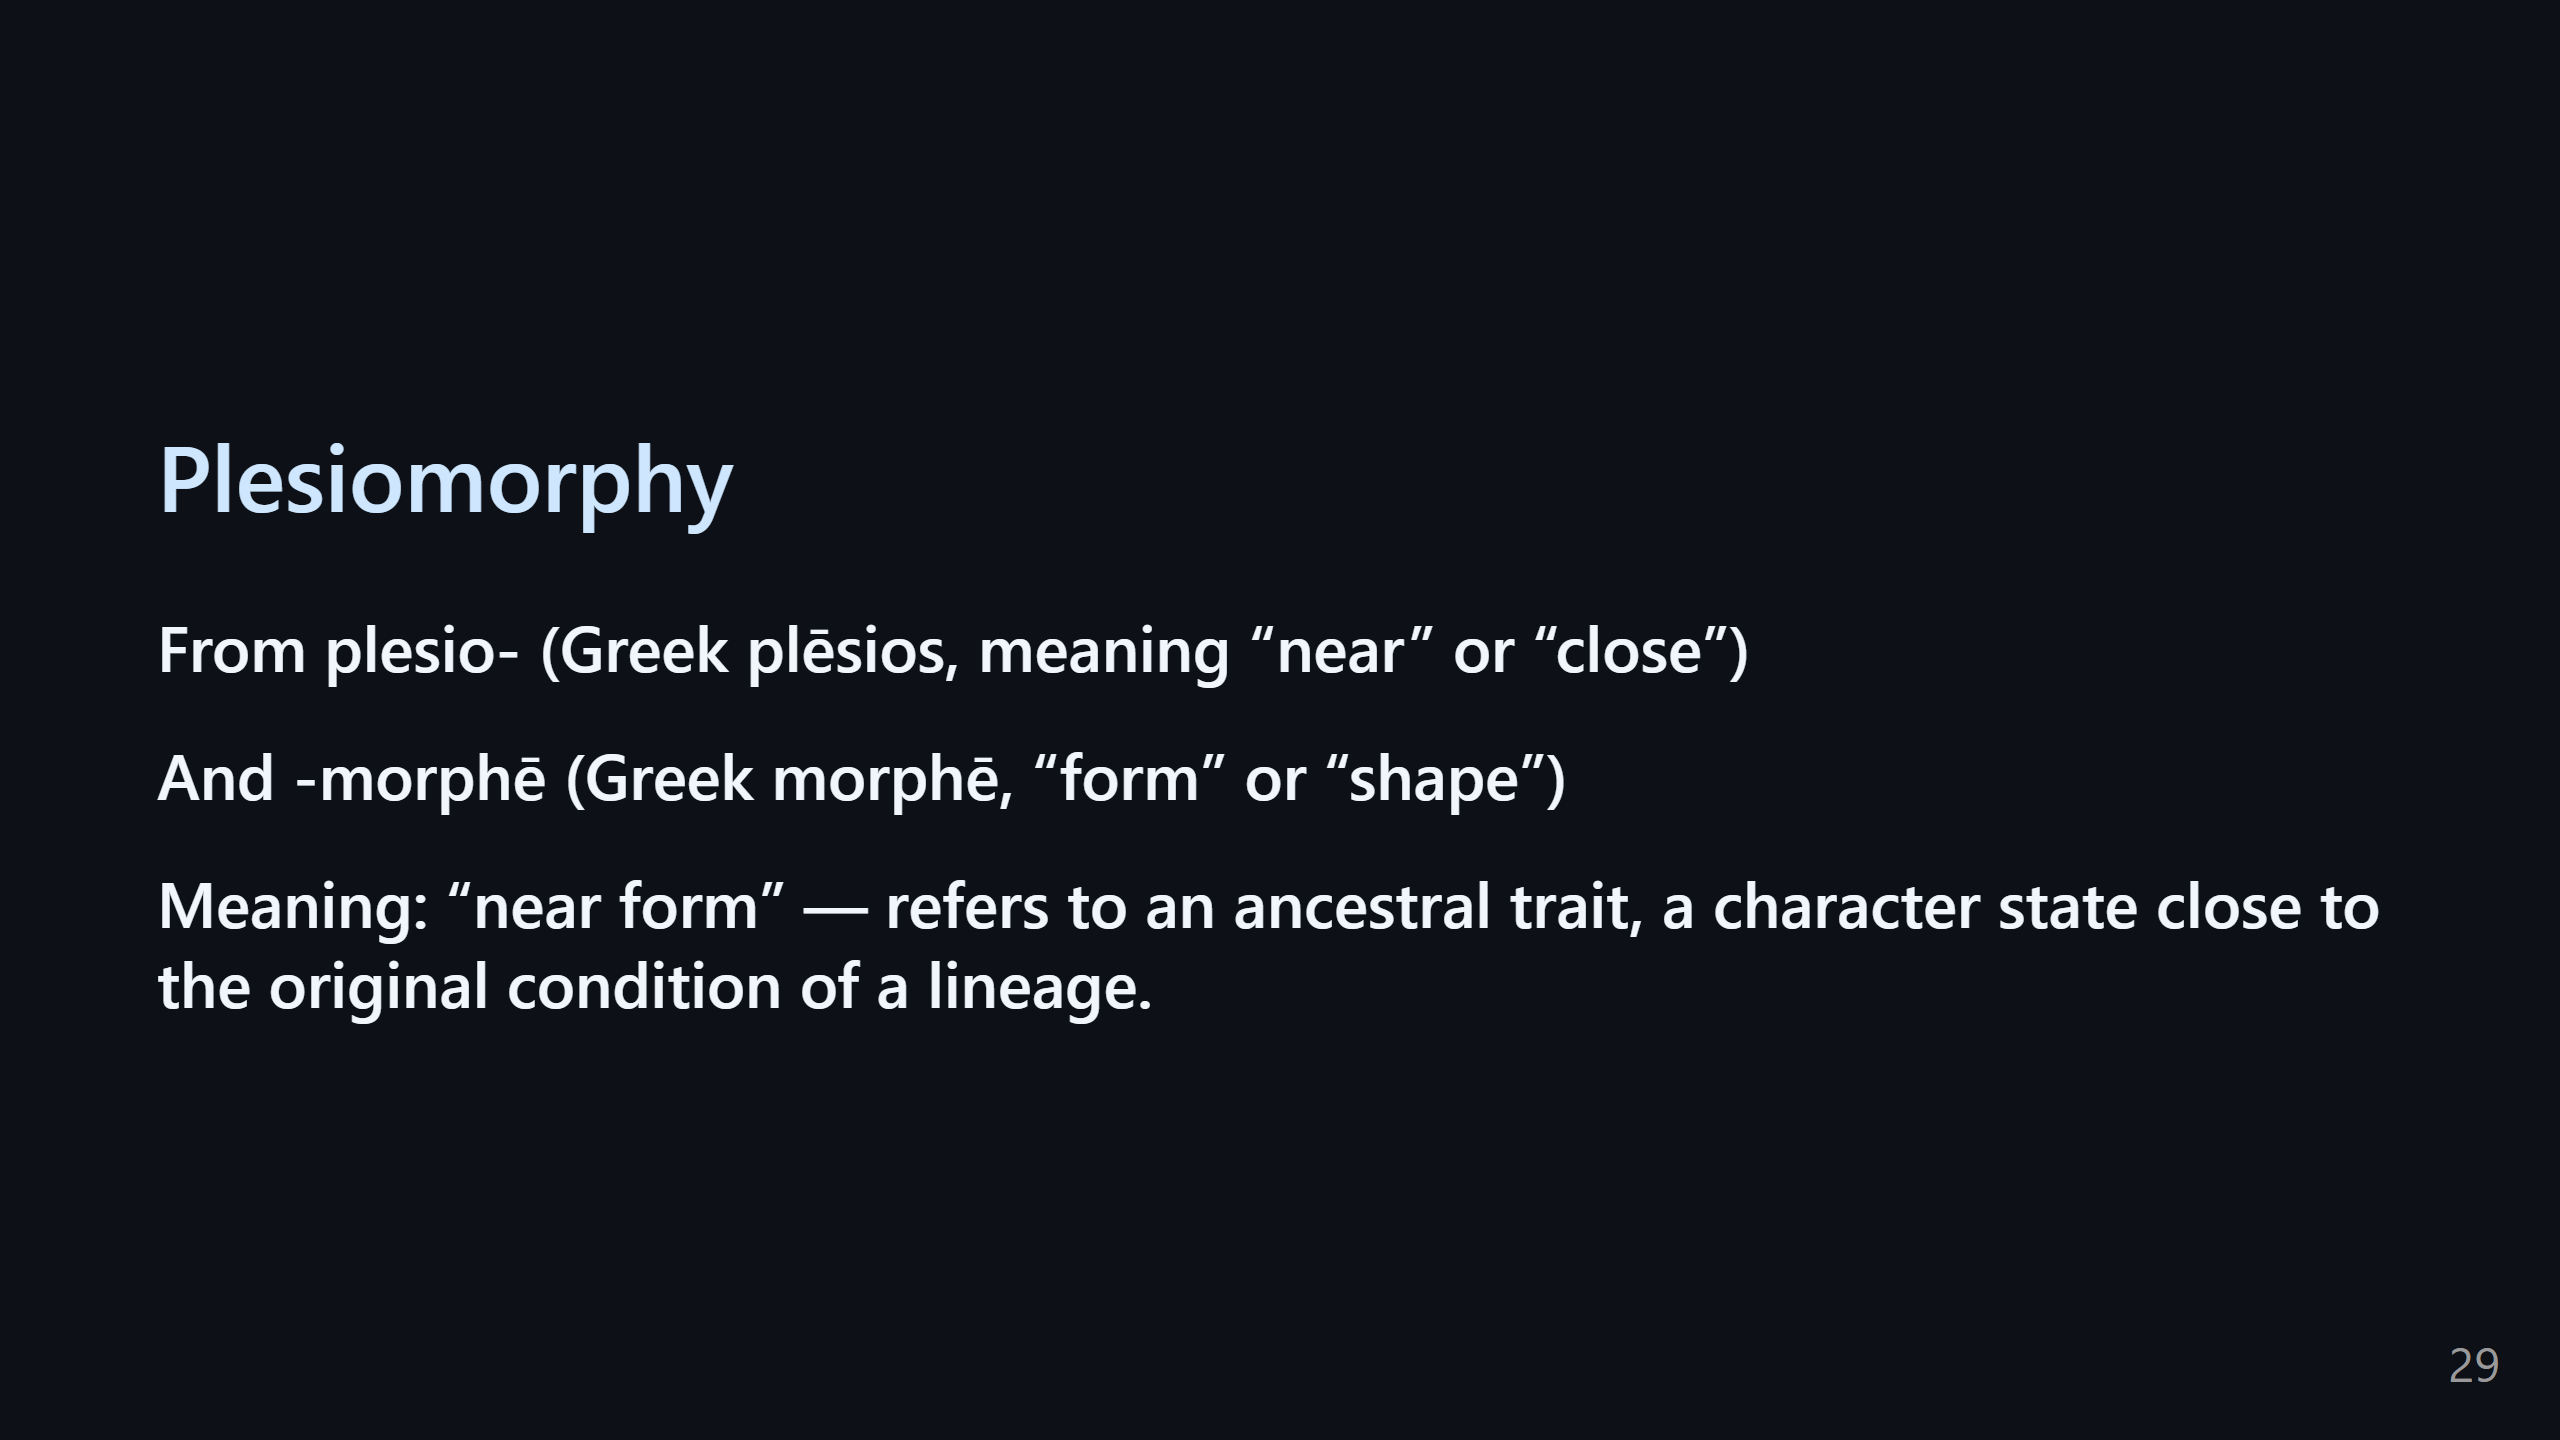 Plesiomorphy
From plesio- (Greek plēsios, meaning “near” or “close”)
And -morphē (Greek morphē, “form” or “shape”)
Meaning: “near form” — refers to an ancestral trait, a character state close to
the original condition of a lineage.
29